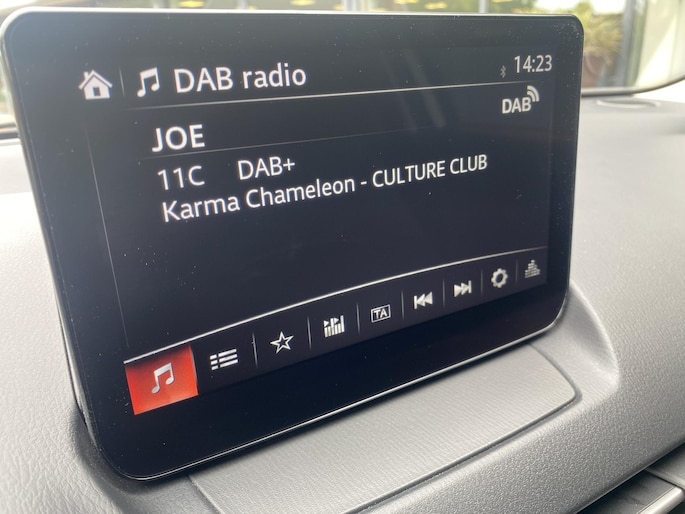 DAB radio
14:23
DAB
JOE
11C DAB+
Karma Chameleon - CULTURE CLUB
TA